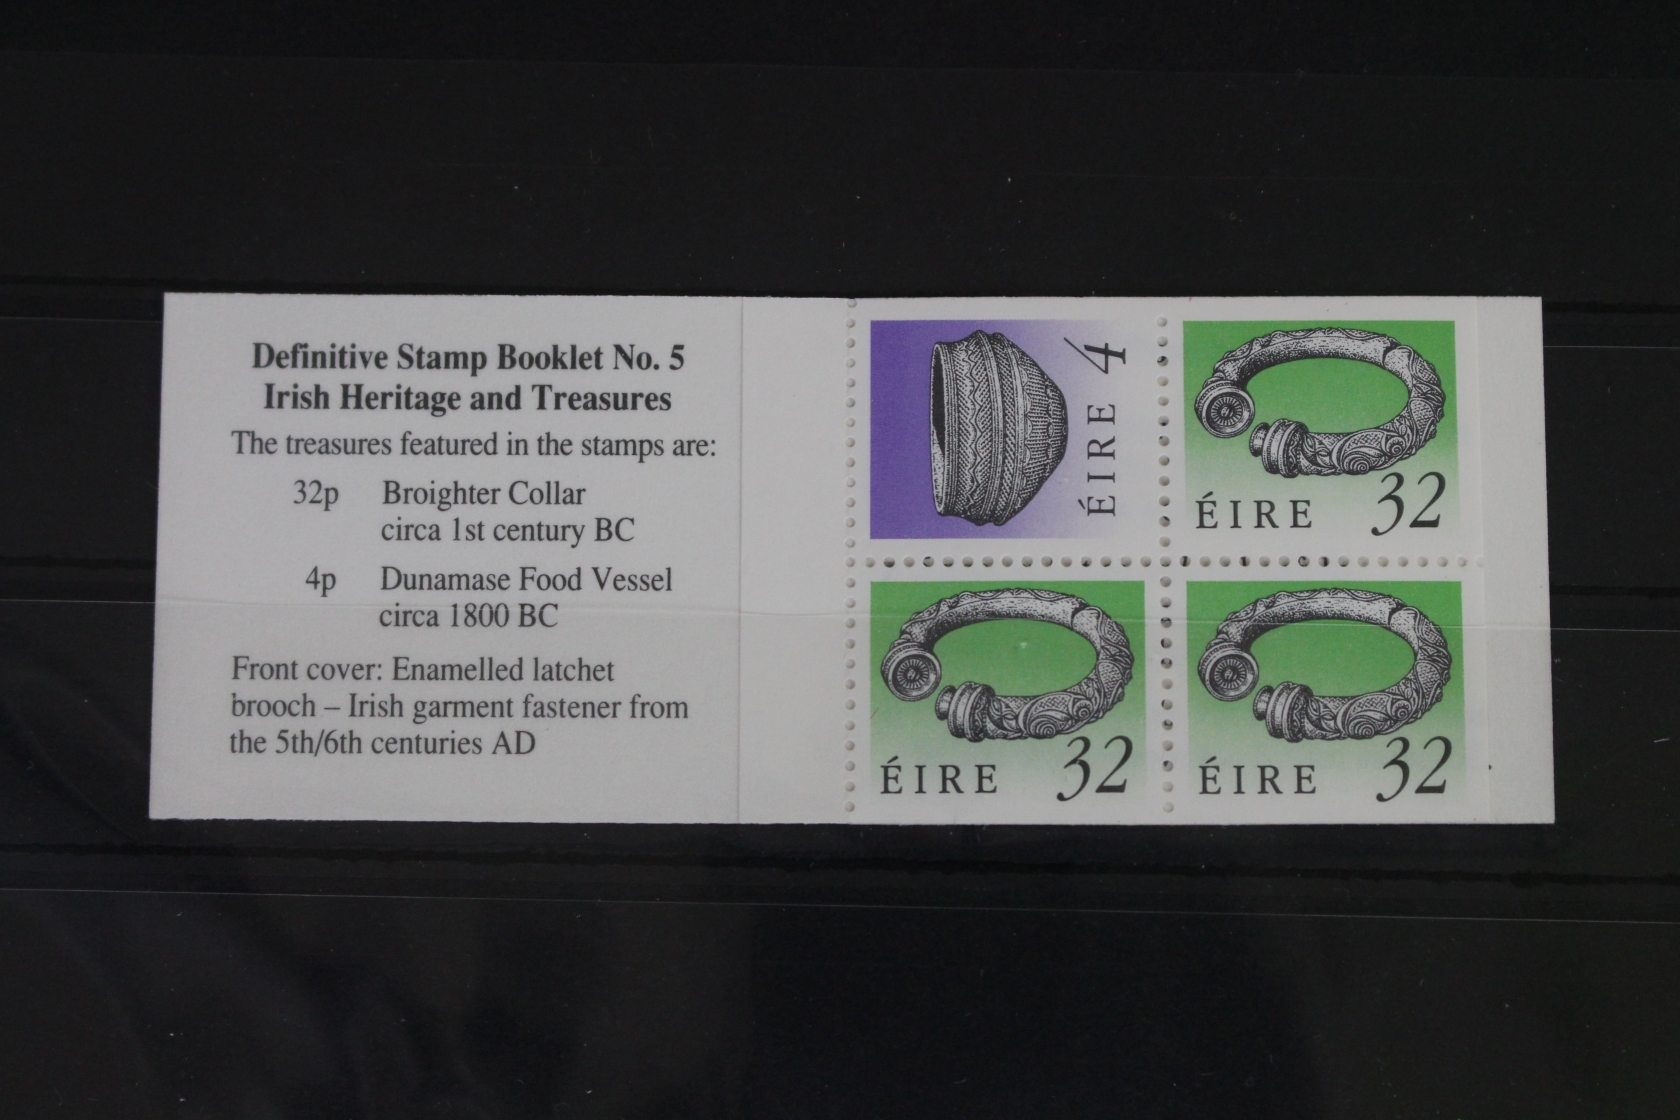 Definitive Stamp Booklet No. 5
Irish Heritage and Treasures
The treasures featured in the stamps are:
32p Broighter Collar
circa 1st century BC
4p Dunamase Food Vessel
circa 1800 BC
Front cover: Enamelled latchet
brooch – Irish garment fastener from
the 5th/6th centuries AD
ÉIRE 4
ÉIRE 32
ÉIRE 32
ÉIRE 32